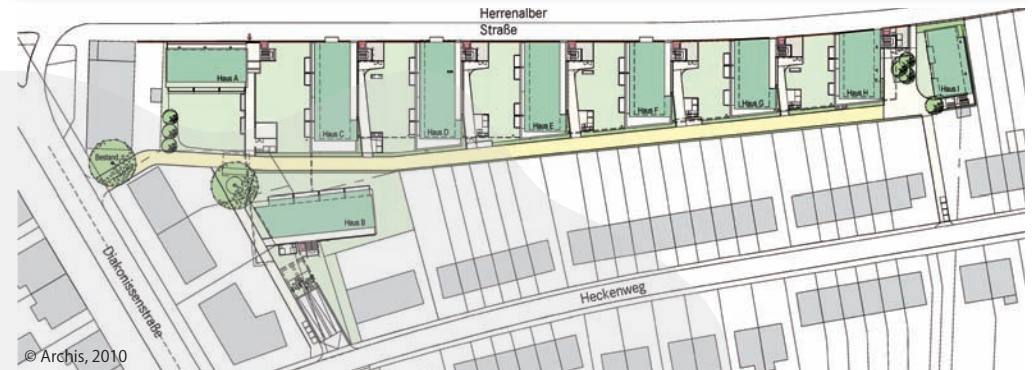 Herrenalber
Straße
Haus A
Haus C
Haus D
Haus E
Haus F
Haus G
Haus H
Haus I
Bestand
Haus B
Diakonissenstraße
Heckenweg
© Archis, 2010